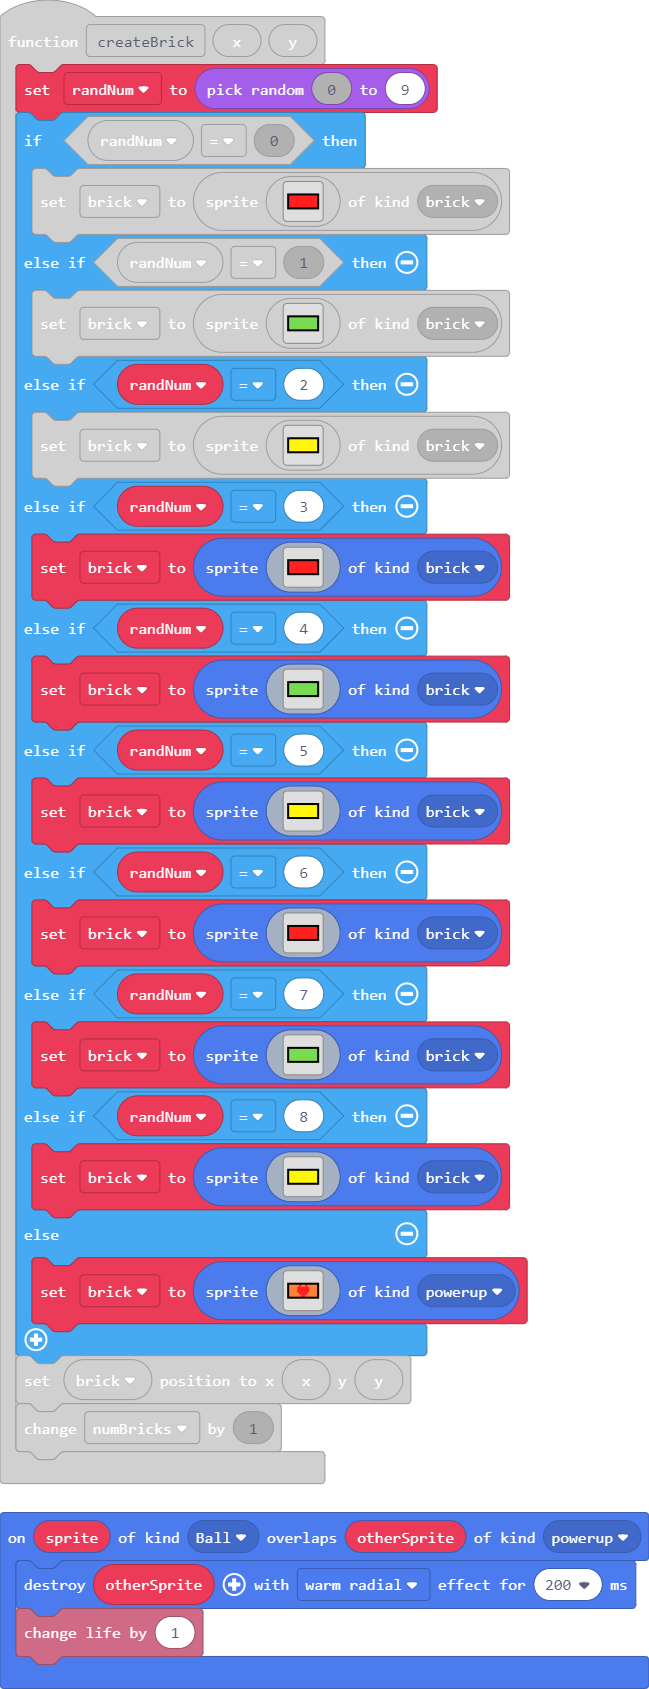 function createBrick x y
set randNum to pick random 0 to 9
if randNum = 0 then
set brick to sprite of kind brick
else if randNum = 1 then
set brick to sprite of kind brick
else if randNum = 2 then
set brick to sprite of kind brick
else if randNum = 3 then
set brick to sprite of kind brick
else if randNum = 4 then
set brick to sprite of kind brick
else if randNum = 5 then
set brick to sprite of kind brick
else if randNum = 6 then
set brick to sprite of kind brick
else if randNum = 7 then
set brick to sprite of kind brick
else if randNum = 8 then
set brick to sprite of kind brick
else
set brick to sprite of kind powerup
set brick position to x x y y
change numBricks by 1
on sprite of kind Ball overlaps otherSprite of kind powerup
destroy otherSprite with warm radial effect for 200 ms
change life by 1